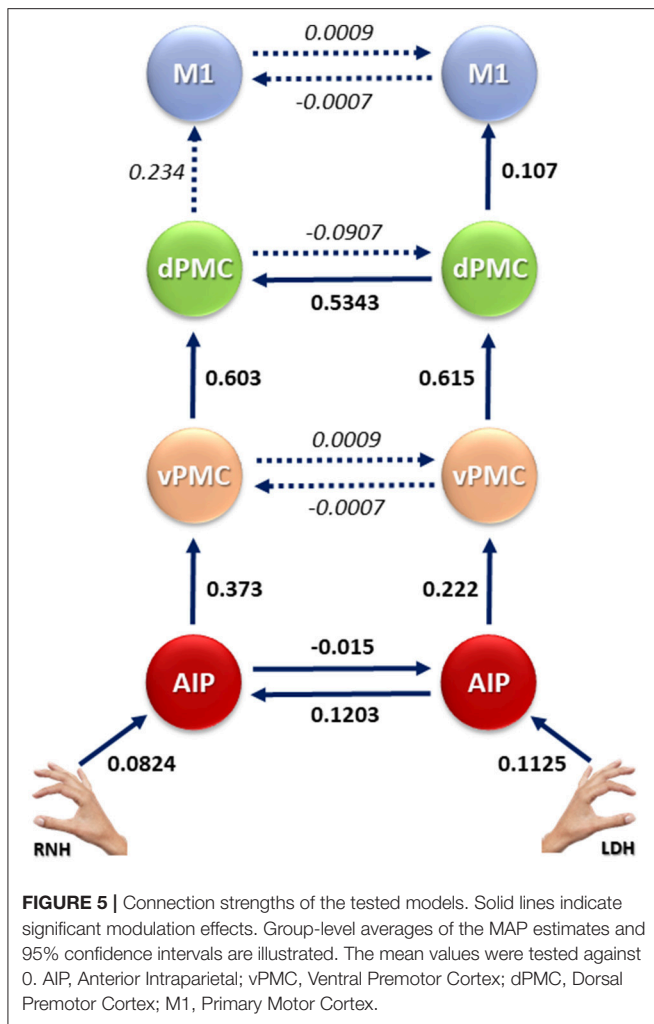 0.0009
M1 M1
-0.0007
0.234 0.107
-0.0907
dPMC dPMC
0.5343
0.603 0.615
0.0009
vPMC vPMC
-0.0007
0.373 0.222
-0.015
AIP AIP
0.1203
0.0824 0.1125
RNH LDH
FIGURE 5 | Connection strengths of the tested models. Solid lines indicate
significant modulation effects. Group-level averages of the MAP estimates and
95% confidence intervals are illustrated. The mean values were tested against
0. AIP, Anterior Intraparietal; vPMC, Ventral Premotor Cortex; dPMC, Dorsal
Premotor Cortex; M1, Primary Motor Cortex.